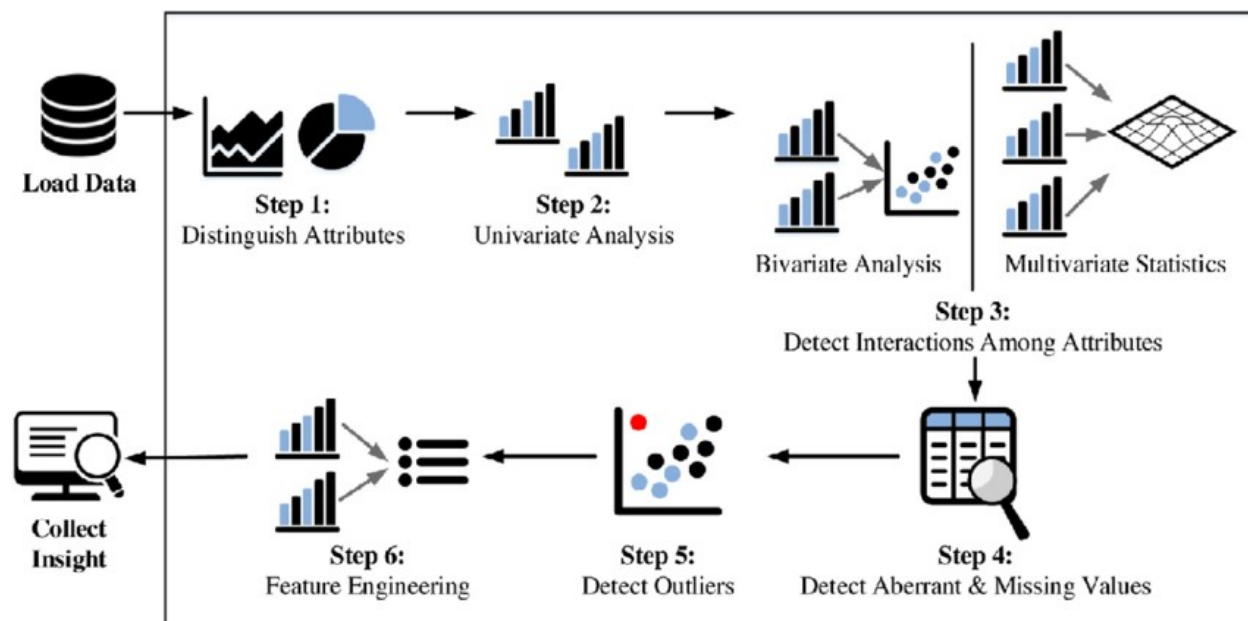 Load Data
Step 1:
Distinguish Attributes
Step 2:
Univariate Analysis
Bivariate Analysis
Multivariate Statistics
Step 3:
Detect Interactions Among Attributes
Step 4:
Detect Aberrant & Missing Values
Step 5:
Detect Outliers
Step 6:
Feature Engineering
Collect
Insight